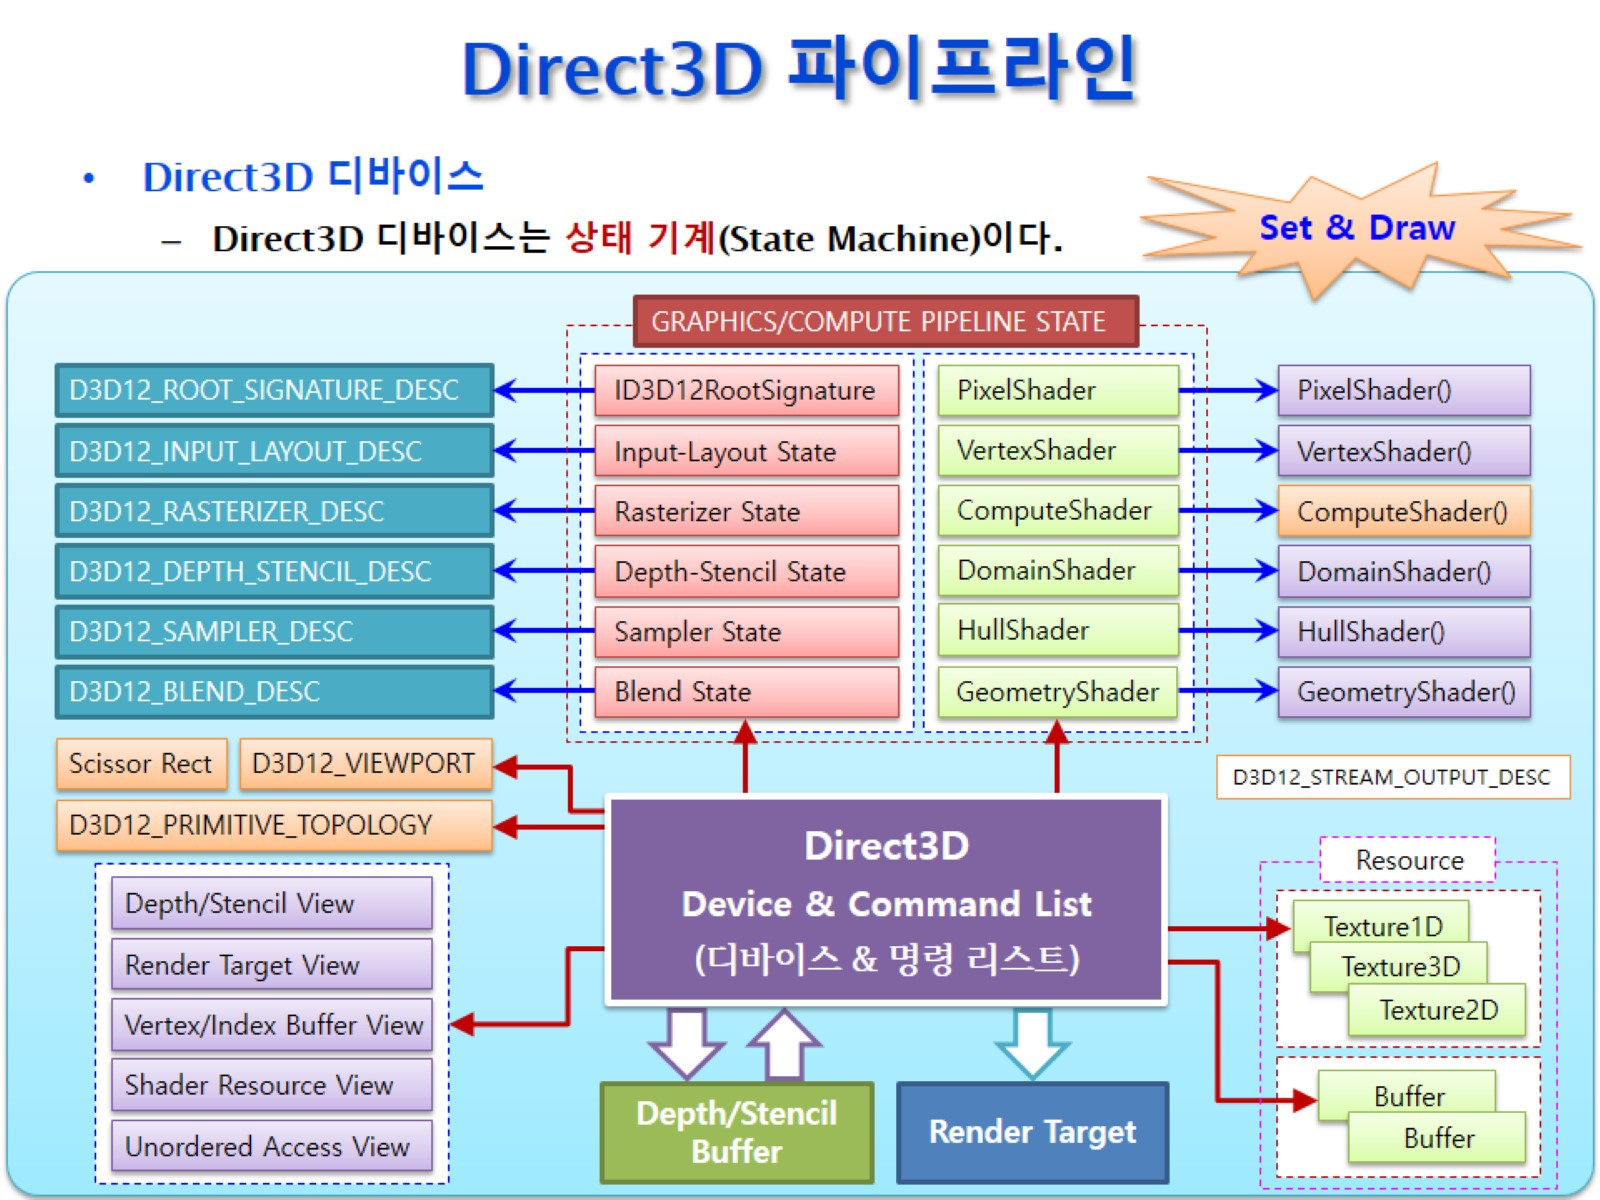 Direct3D 파이프라인
• Direct3D 디바이스
– Direct3D 디바이스는 상태 기계(State Machine)이다.
Set & Draw
GRAPHICS/COMPUTE PIPELINE STATE
D3D12_ROOT_SIGNATURE_DESC
ID3D12RootSignature
PixelShader
PixelShader()
D3D12_INPUT_LAYOUT_DESC
Input-Layout State
VertexShader
VertexShader()
D3D12_RASTERIZER_DESC
Rasterizer State
ComputeShader
ComputeShader()
D3D12_DEPTH_STENCIL_DESC
Depth-Stencil State
DomainShader
DomainShader()
D3D12_SAMPLER_DESC
Sampler State
HullShader
HullShader()
D3D12_BLEND_DESC
Blend State
GeometryShader
GeometryShader()
Scissor Rect
D3D12_VIEWPORT
D3D12_STREAM_OUTPUT_DESC
D3D12_PRIMITIVE_TOPOLOGY
Direct3D
Device & Command List
(디바이스 & 명령 리스트)
Depth/Stencil View
Render Target View
Vertex/Index Buffer View
Shader Resource View
Unordered Access View
Resource
Texture1D
Texture3D
Texture2D
Buffer
Buffer
Depth/Stencil
Buffer
Render Target